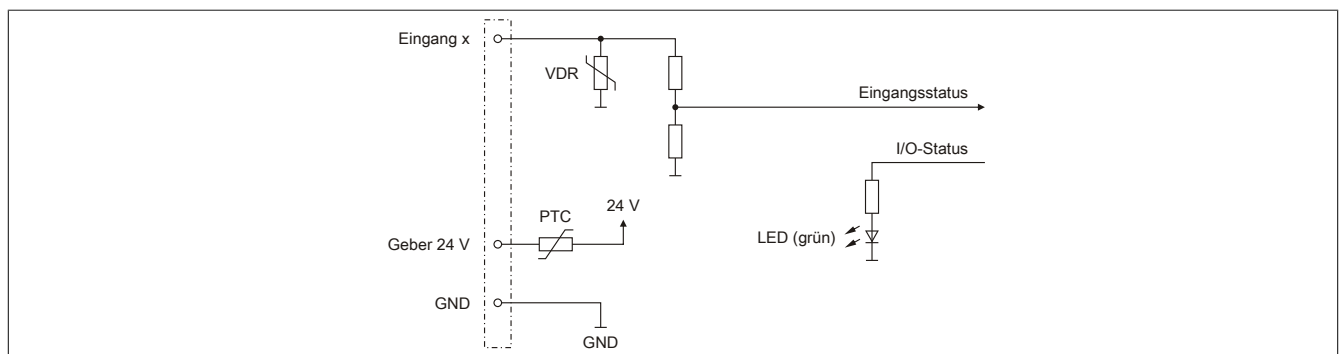 Eingang x
VDR
Eingangsstatus
I/O-Status
24 V
PTC
LED (grün)
Geber 24 V
GND
GND